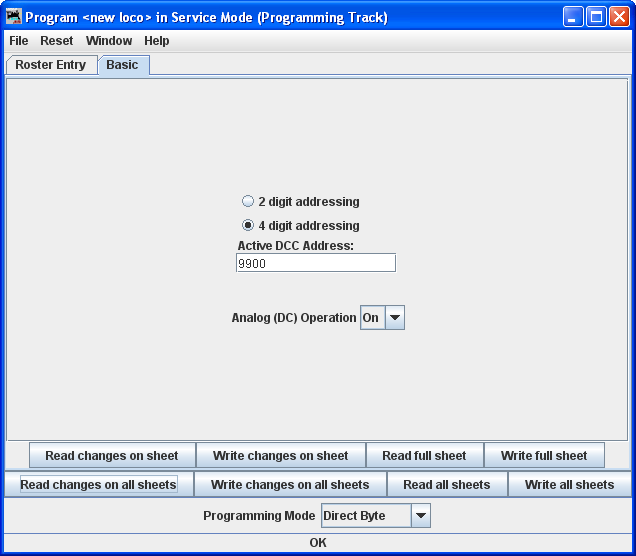 Program <new loco> in Service Mode (Programming Track)
File Reset Window Help
Roster Entry Basic
2 digit addressing
4 digit addressing
Active DCC Address:
9900
Analog (DC) Operation On
Read changes on sheet Write changes on sheet Read full sheet Write full sheet
Read changes on all sheets Write changes on all sheets Read all sheets Write all sheets
Programming Mode Direct Byte
OK